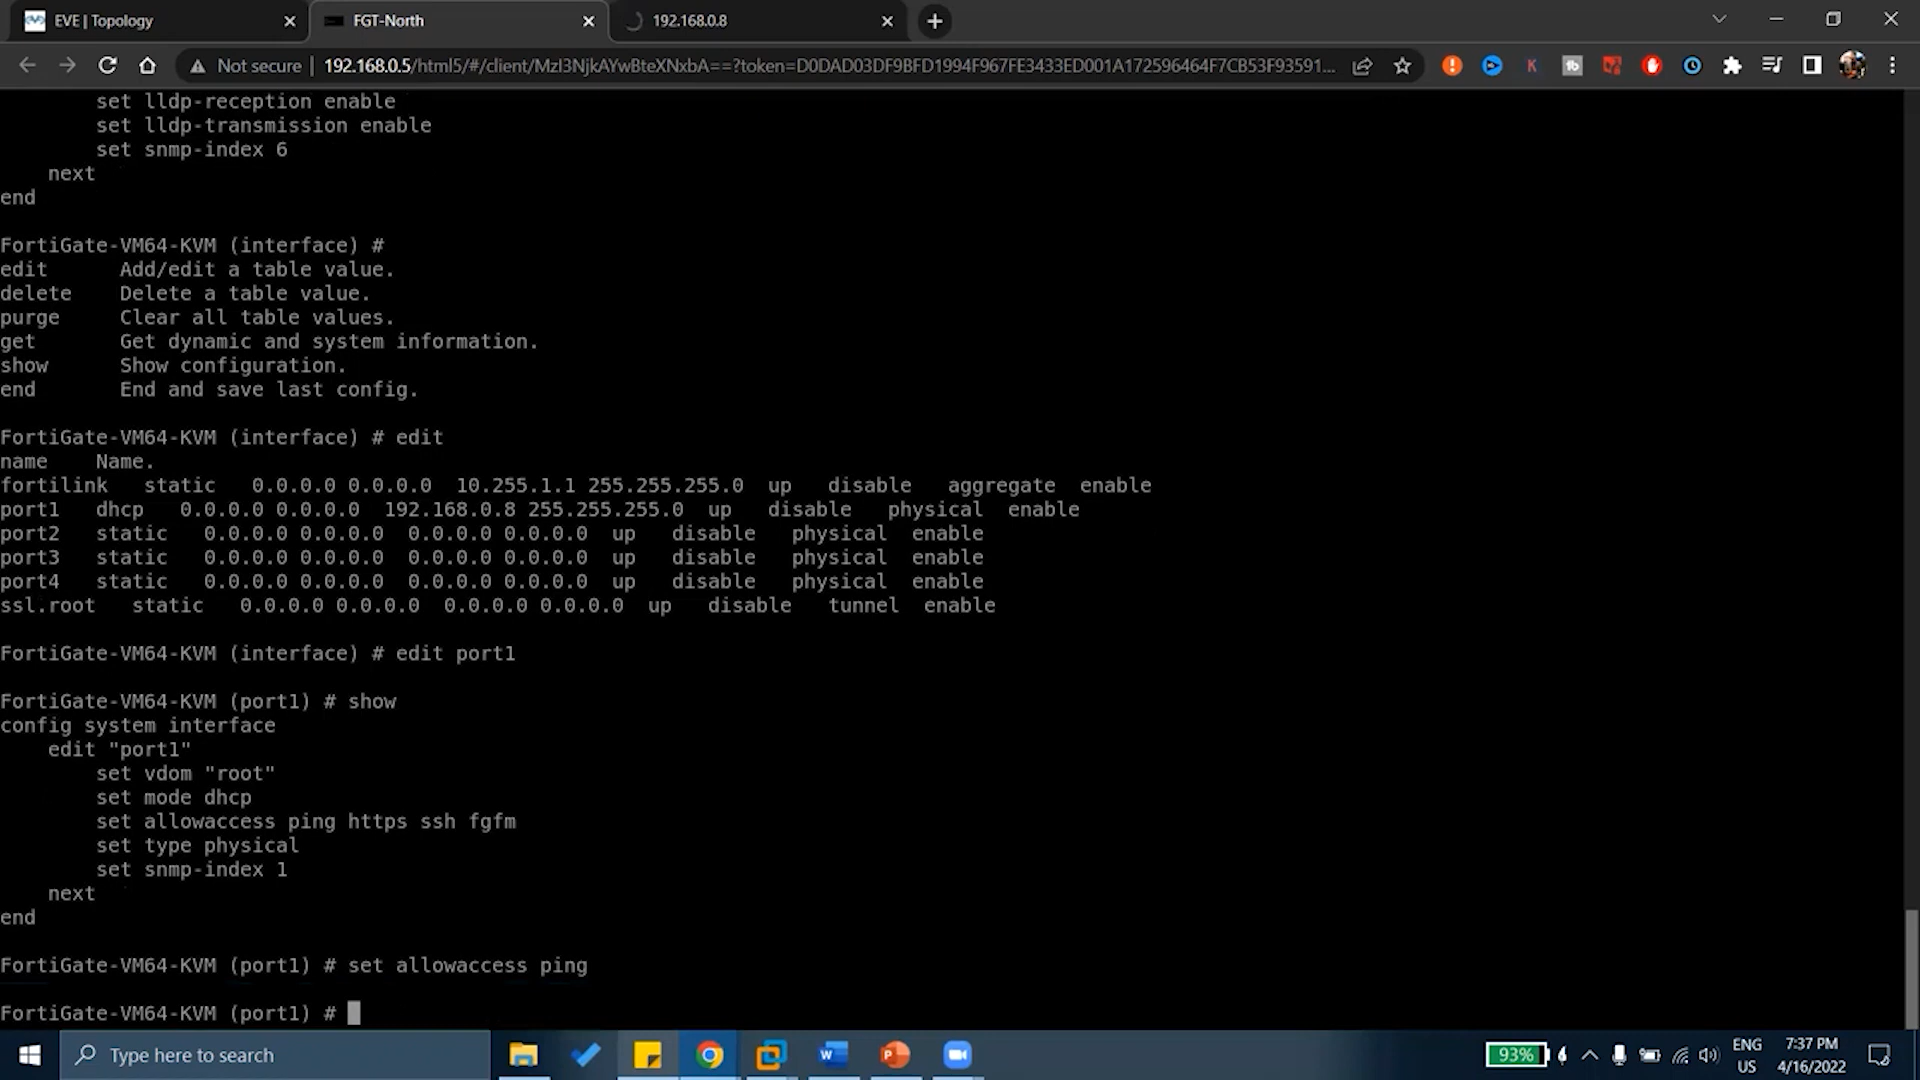 EVE | Topology
FGT-North
192.168.0.8
Not secure
192.168.0.5/html5/#/client/MzI3NjkAYwBteXNxbA==?token=D0DAD03DF9BFD1994F967FE3433ED001A172596464F7CB53F93591...
set lldp-reception enable
set lldp-transmission enable
set snmp-index 6
next
end
FortiGate-VM64-KVM (interface) #
edit Add/edit a table value.
delete Delete a table value.
purge Clear all table values.
get Get dynamic and system information.
show Show configuration.
end End and save last config.
FortiGate-VM64-KVM (interface) # edit
name Name.
fortilink static 0.0.0.0 0.0.0.0 10.255.1.1 255.255.255.0 up disable aggregate enable
port1 dhcp 0.0.0.0 0.0.0.0 192.168.0.8 255.255.255.0 up disable physical enable
port2 static 0.0.0.0 0.0.0.0 0.0.0.0 0.0.0.0 up disable physical enable
port3 static 0.0.0.0 0.0.0.0 0.0.0.0 0.0.0.0 up disable physical enable
port4 static 0.0.0.0 0.0.0.0 0.0.0.0 0.0.0.0 up disable physical enable
ssl.root static 0.0.0.0 0.0.0.0 0.0.0.0 0.0.0.0 up disable tunnel enable
FortiGate-VM64-KVM (interface) # edit port1
FortiGate-VM64-KVM (port1) # show
config system interface
edit "port1"
set vdom "root"
set mode dhcp
set allowaccess ping https ssh fgfm
set type physical
set snmp-index 1
next
end
FortiGate-VM64-KVM (port1) # set allowaccess ping
FortiGate-VM64-KVM (port1) #
Type here to search
93%
ENG
US
7:37 PM
4/16/2022